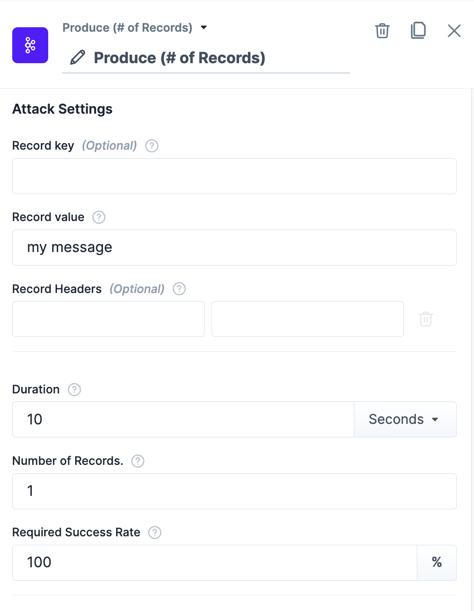 Produce (# of Records)
Produce (# of Records)
Attack Settings
Record key (Optional) ?
Record value ?
my message
Record Headers (Optional) ?
Duration ?
10 Seconds
Number of Records. ?
1
Required Success Rate ?
100 %